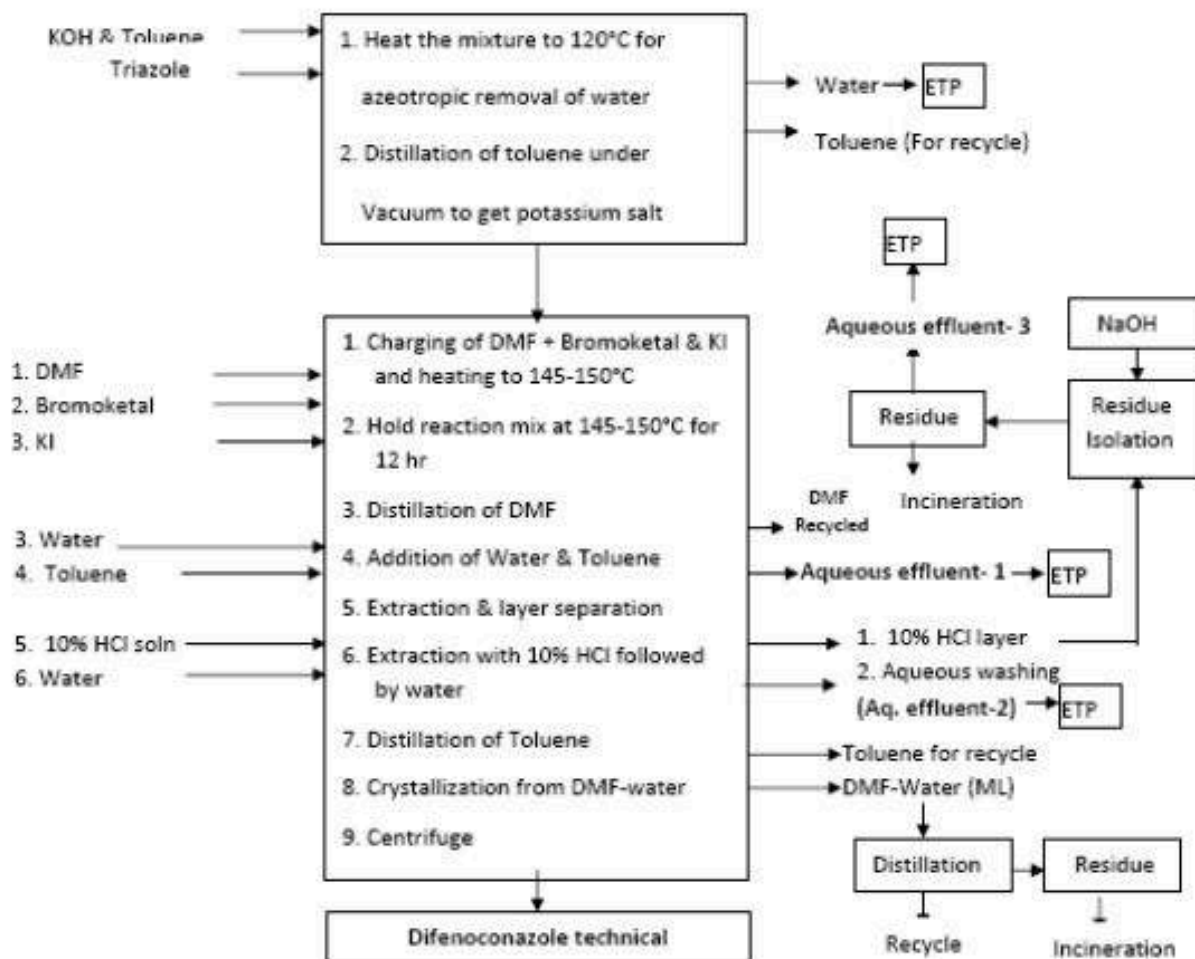 KOH & Toluene
Triazole
1. Heat the mixture to 120°C for
azeotropic removal of water
2. Distillation of toluene under
Vacuum to get potassium salt
Water
ETP
Toluene (For recycle)
ETP
Aqueous effluent- 3
NaOH
Residue
Residue
Isolation
Incineration
1. DMF
2. Bromoketal
3. KI
3. Water
4. Toluene
5. 10% HCl soln
6. Water
1. Charging of DMF + Bromoketal & KI
and heating to 145-150°C
2. Hold reaction mix at 145-150°C for
12 hr
3. Distillation of DMF
4. Addition of Water & Toluene
5. Extraction & layer separation
6. Extraction with 10% HCl followed
by water
7. Distillation of Toluene
8. Crystallization from DMF-water
9. Centrifuge
DMF
Recycled
Aqueous effluent- 1
ETP
1. 10% HCl layer
2. Aqueous washing
(Aq. effluent-2)
ETP
Toluene for recycle
DMF-Water (ML)
Distillation
Residue
Recycle
Incineration
Difenoconazole technical